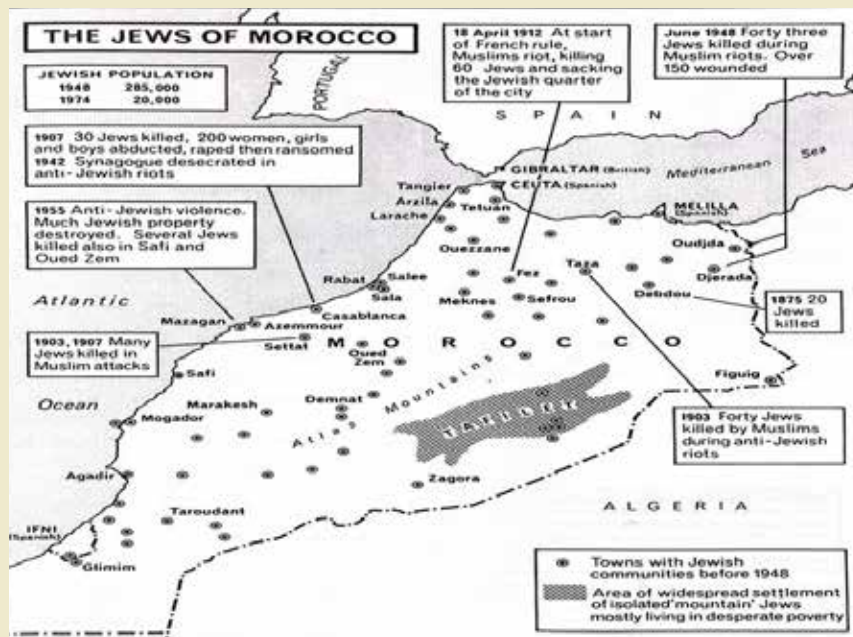 THE JEWS OF MOROCCO
JEWISH POPULATION
1948 285,000
1974 20,000
18 April 1912 At start
of French rule,
Muslims riot, killing
60 Jews and sacking
the Jewish quarter
of the city
June 1948 Forty three
Jews killed during
Muslim riots. Over
150 wounded
1907 30 Jews killed, 200 women, girls
and boys abducted, raped then ransomed
1942 Synagogue desecrated in
anti-Jewish riots
1955 Anti-Jewish violence.
Much Jewish property
destroyed. Several Jews
killed also in Safi and
Oued Zem
1903, 1907 Many
Jews killed in
Muslim attacks
1875 20
Jews
killed
1903 Forty Jews
killed by Muslims
during anti-Jewish
riots
PORTUGAL
SPAIN
GIBRALTAR (British)
Mediterranean Sea
CEUTA (Spanish)
Tangier
Arzila
Tetuan
Larache
MELILLA
(Spanish)
Oudjda
Ouezzane
Fez
Taza
Djerada
Rabat
Salee
Sala
Meknes
Sefrou
Debdou
Atlantic
Ocean
Casablanca
Mazagan
Azemmour
Settat
MOROCCO
Oued
Zem
Safi
Figuig
Marakesh
Demnat
Atlas Mountains
TAFILET
Mogador
Agadir
Zagora
Taroudant
ALGERIA
IFNI
(Spanish)
Glimim
Towns with Jewish
communities before 1948
Area of widespread settlement
of isolated 'mountain' Jews
mostly living in desperate poverty